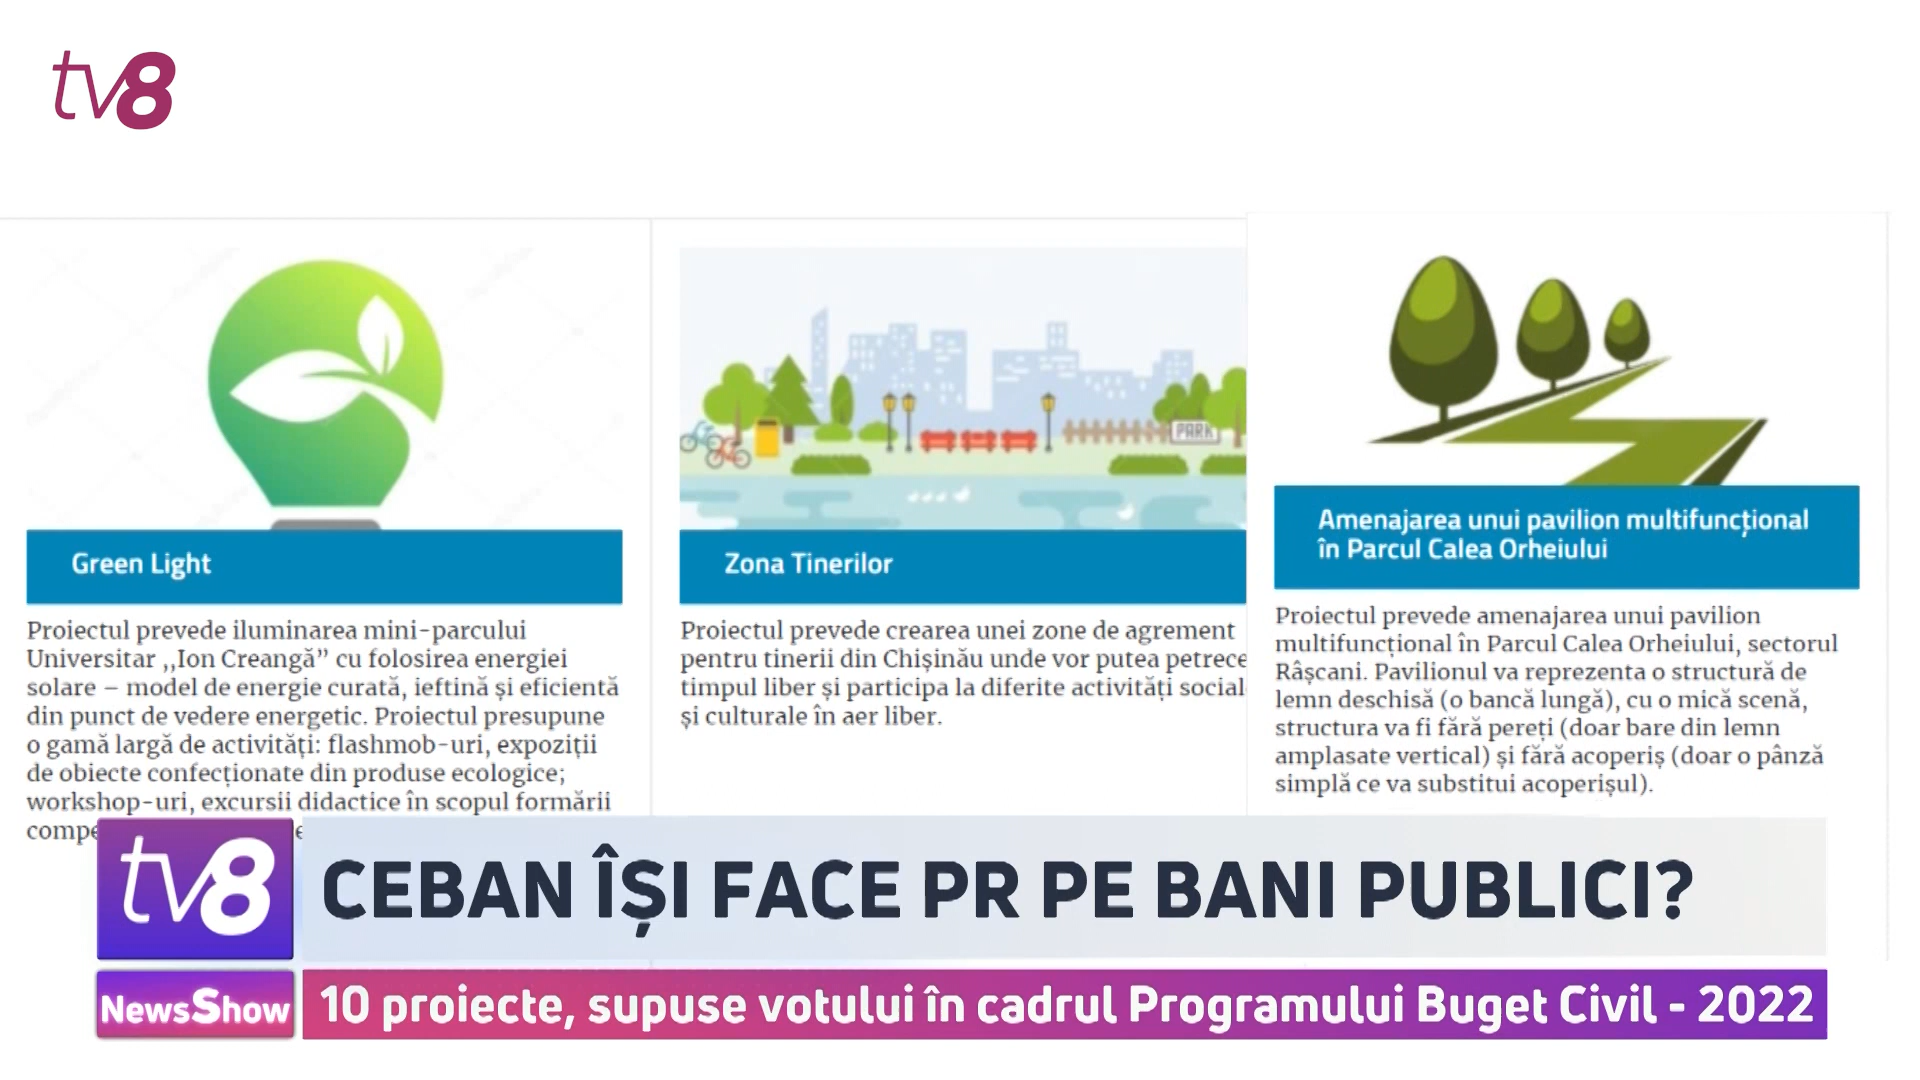 tv8
PARK
Green Light
Proiectul prevede iluminarea mini-parcului
Universitar ,,Ion Creangă” cu folosirea energiei
solare – model de energie curată, ieftină și eficientă
din punct de vedere energetic. Proiectul presupune
o gamă largă de activități: flashmob-uri, expoziții
de obiecte confecționate din produse ecologice;
workshop-uri, excursii didactice în scopul formării
Zona Tinerilor
Proiectul prevede crearea unei zone de agrement
pentru tinerii din Chișinău unde vor putea petrece
timpul liber și participa la diferite activități social
și culturale în aer liber.
Amenajarea unui pavilion multifuncțional
în Parcul Calea Orheiului
Proiectul prevede amenajarea unui pavilion
multifuncțional în Parcul Calea Orheiului, sectorul
Râșcani. Pavilionul va reprezenta o structură de
lemn deschisă (o bancă lungă), cu o mică scenă,
structura va fi fără pereți (doar bare din lemn
amplasate vertical) și fără acoperiș (doar o pânză
simplă ce va substitui acoperișul).
tv8
CEBAN ÎȘI FACE PR PE BANI PUBLICI?
NewsShow
10 proiecte, supuse votului în cadrul Programului Buget Civil - 2022